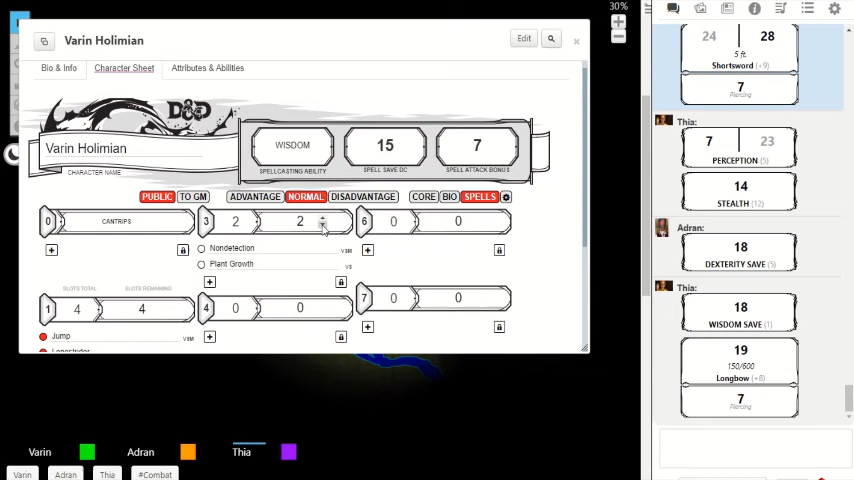 30%
Varin Holimian
Edit
Bio & Info
Character Sheet
Attributes & Abilities
D&D
Varin Holimian
CHARACTER NAME
WISDOM
SPELLCASTING ABILITY
15
SPELL SAVE DC
7
SPELL ATTACK BONUS
PUBLIC TO GM
ADVANTAGE NORMAL DISADVANTAGE
CORE BIO SPELLS
0 CANTRIPS
3 2 2
6 0 0
Nondetection VSM
Plant Growth VS
SLOTS TOTAL SLOTS REMAINING
1 4 4
4 0 0
7 0 0
Jump VSM
Longstrider
Varin
Adran
Thia
Varin
Adran
Thia
#Combat
24 28
5 ft.
Shortsword (+9)
7
Piercing
Thia:
7 23
PERCEPTION (5)
14
STEALTH (12)
Adran:
18
DEXTERITY SAVE (5)
Thia:
18
WISDOM SAVE (1)
19
150/600
Longbow (+8)
7
Piercing